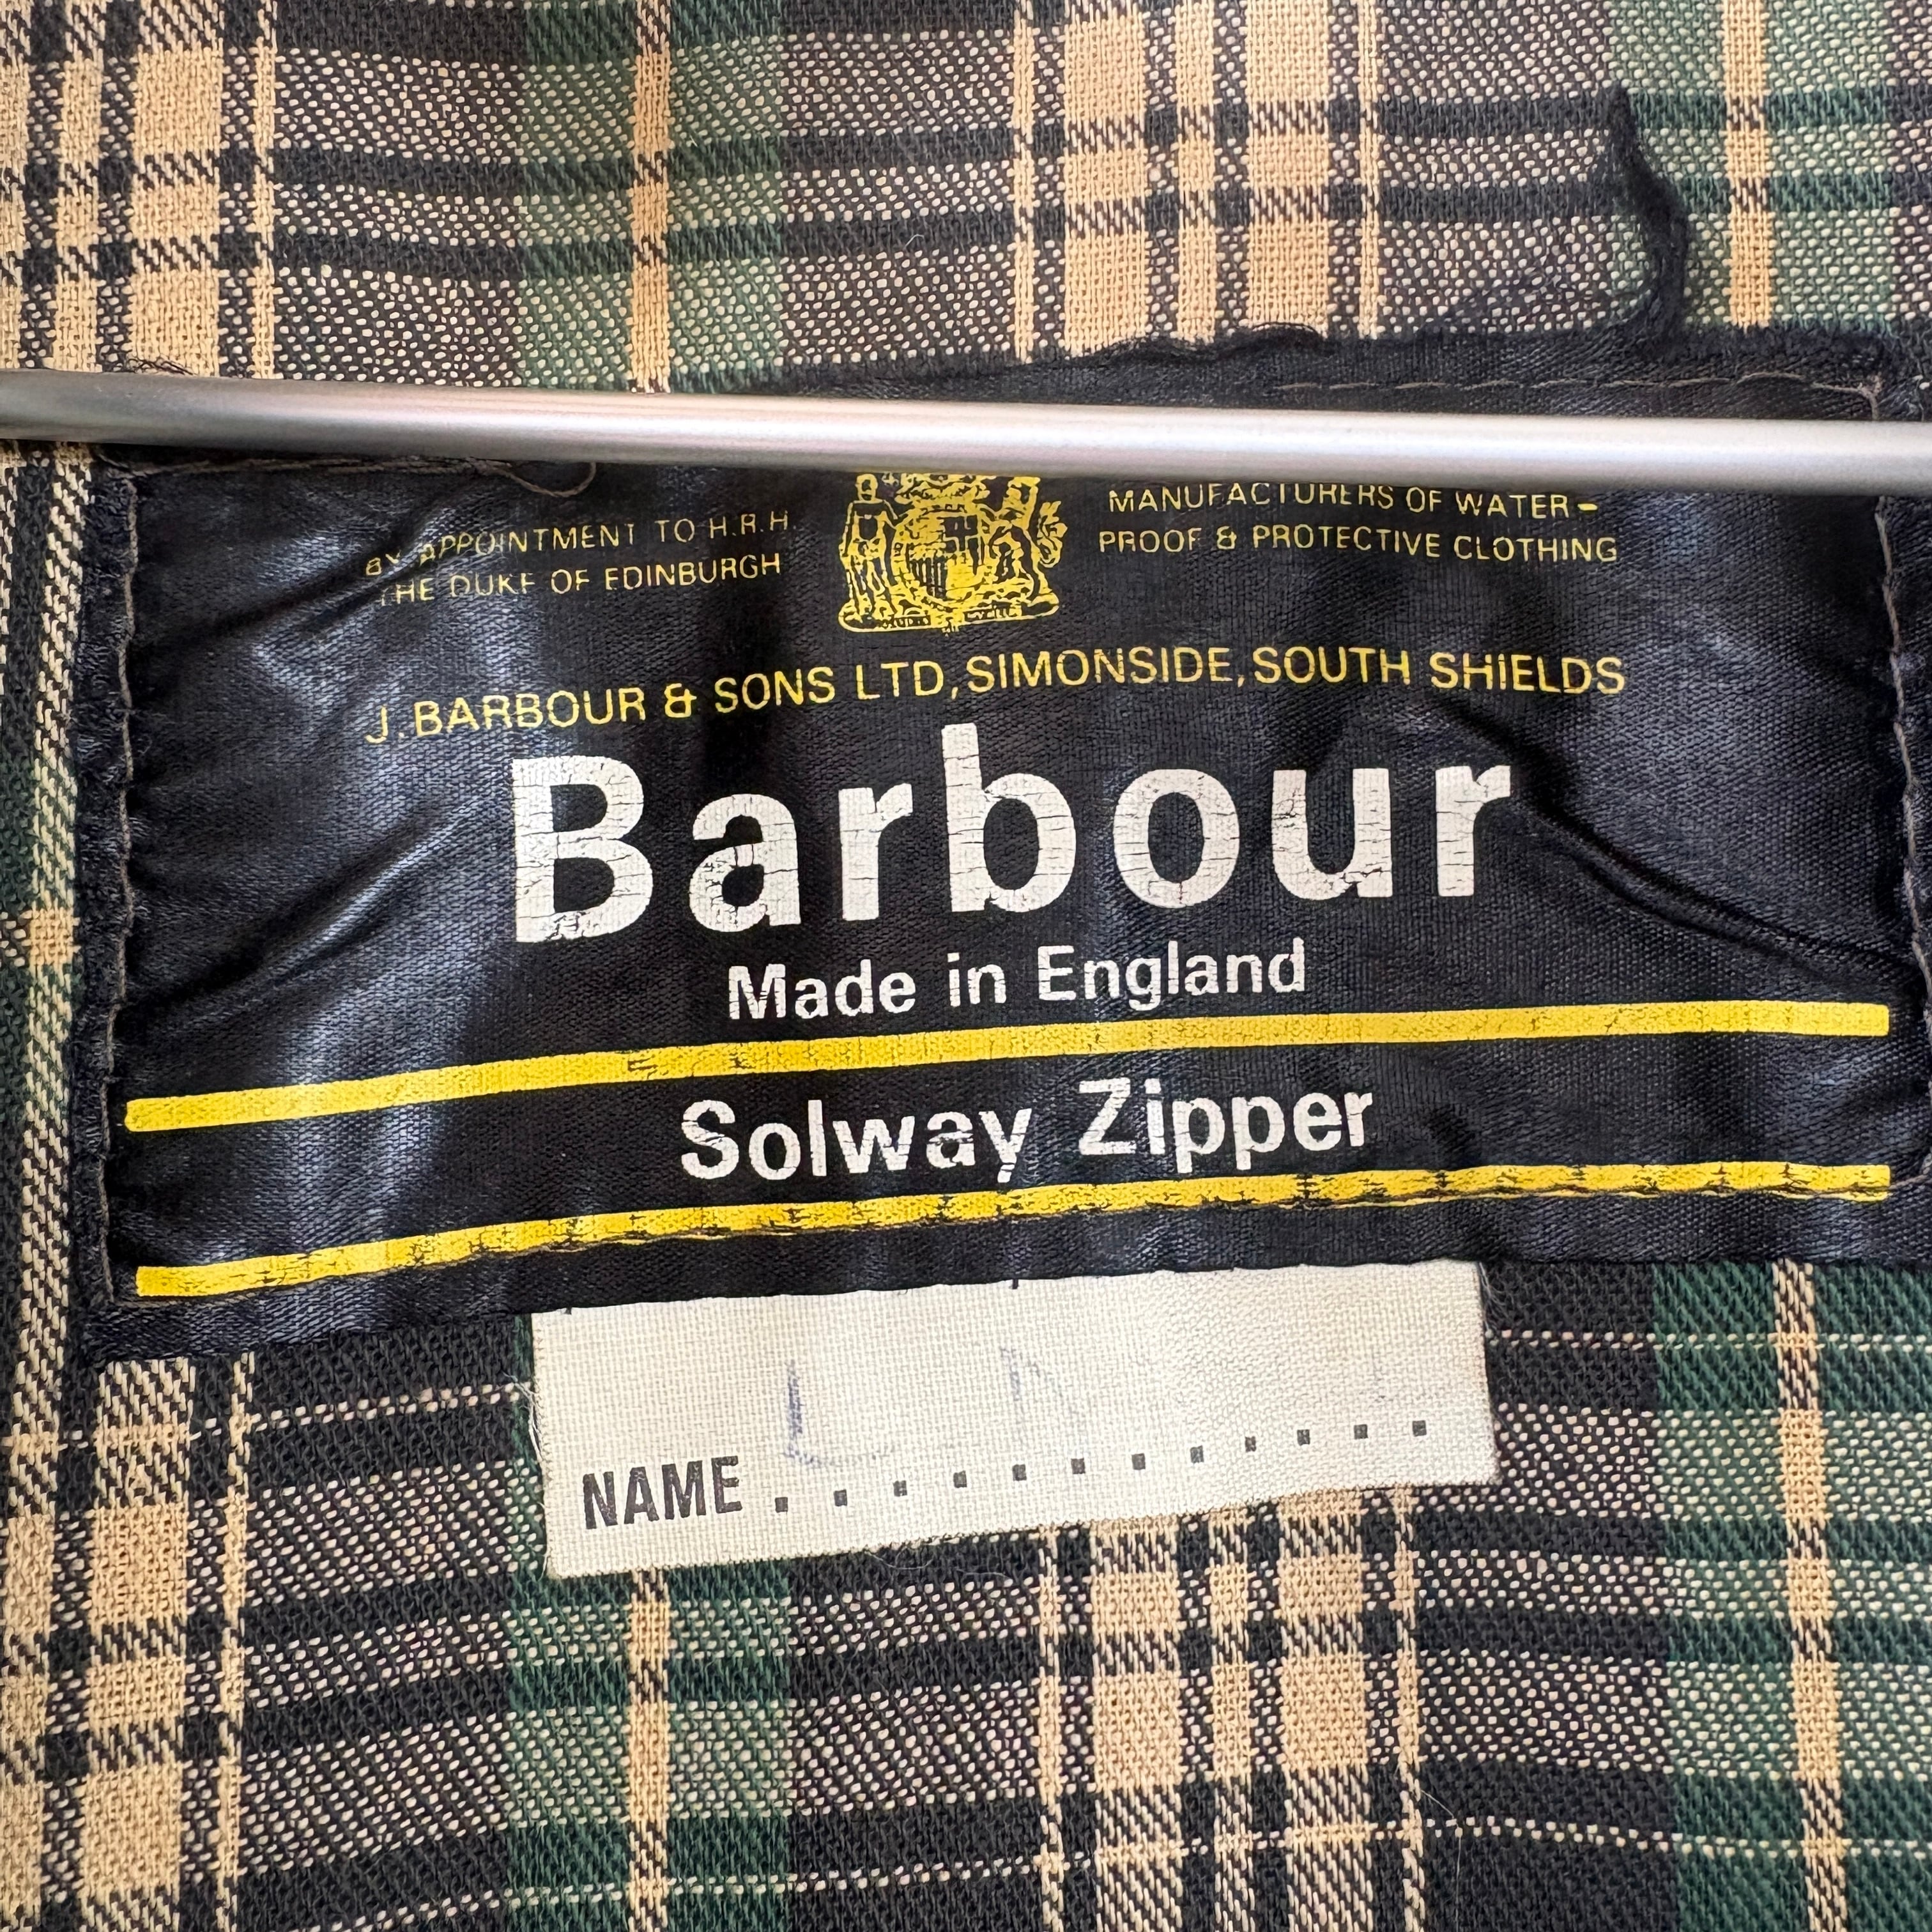 BY APPOINTMENT TO H.R.H.
THE DUKE OF EDINBURGH
MANUFACTURERS OF WATER-
PROOF & PROTECTIVE CLOTHING
J. BARBOUR & SONS LTD, SIMONSIDE, SOUTH SHIELDS
Barbour
Made in England
Solway Zipper
NAME . . . . . . . . . . . .